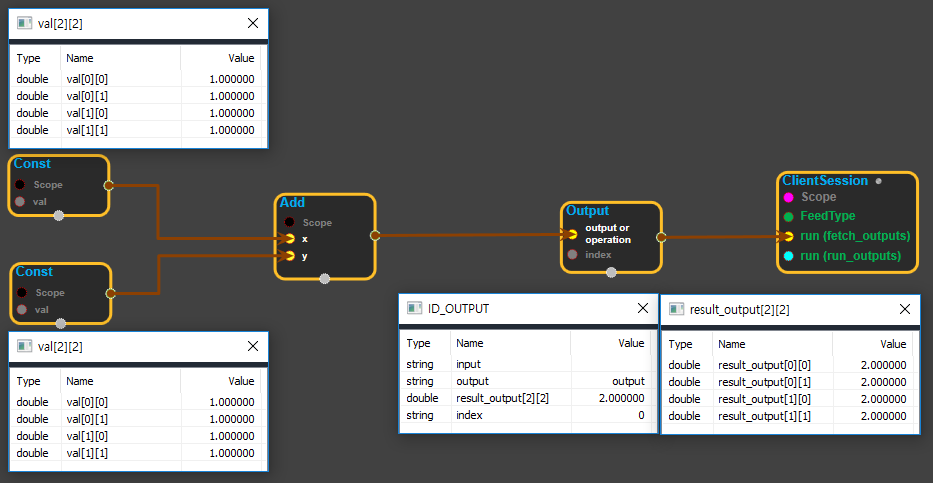 val[2][2]
Type Name Value
double val[0][0] 1.000000
double val[0][1] 1.000000
double val[1][0] 1.000000
double val[1][1] 1.000000
Const
Scope
val
Const
Scope
val
Add
Scope
x
y
Output
output or
operation
index
ClientSession
Scope
FeedType
run (fetch_outputs)
run (run_outputs)
val[2][2]
Type Name Value
double val[0][0] 1.000000
double val[0][1] 1.000000
double val[1][0] 1.000000
double val[1][1] 1.000000
ID_OUTPUT
Type Name Value
string input
string output output
double result_output[2][2] 2.000000
string index 0
result_output[2][2]
Type Name Value
double result_output[0][0] 2.000000
double result_output[0][1] 2.000000
double result_output[1][0] 2.000000
double result_output[1][1] 2.000000